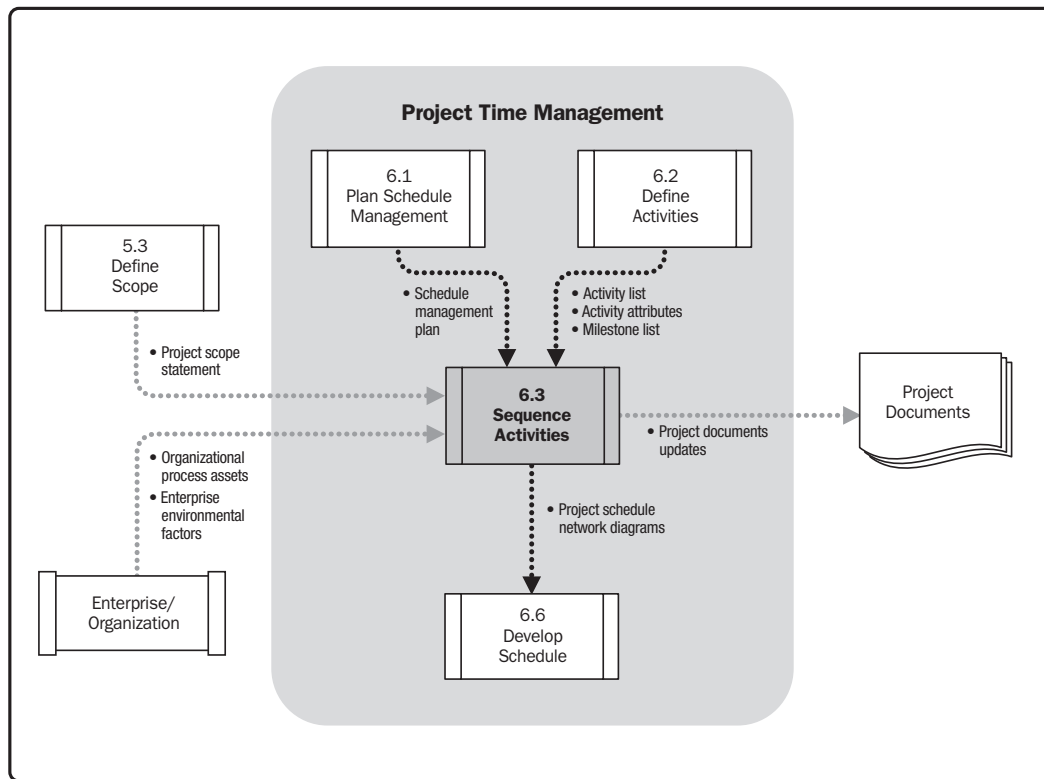 Project Time Management
6.1
Plan Schedule
Management
6.2
Define
Activities
5.3
Define
Scope
• Schedule
management
plan
• Activity list
• Activity attributes
• Milestone list
• Project scope
statement
6.3
Sequence
Activities
Project
Documents
• Project documents
updates
• Organizational
process assets
• Enterprise
environmental
factors
• Project schedule
network diagrams
Enterprise/
Organization
6.6
Develop
Schedule